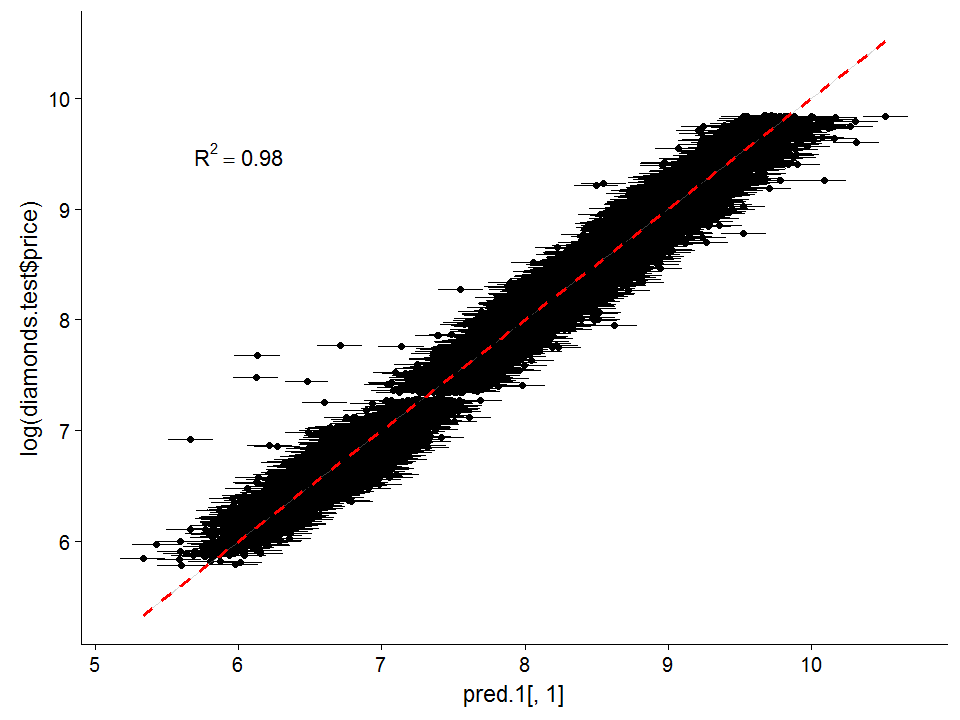 10
9
8
7
6
log(diamonds.test$price)
R² = 0.98
5 6 7 8 9 10
pred.1[, 1]